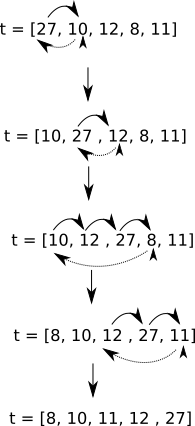 t = [27, 10, 12, 8, 11]
t = [10, 27 , 12, 8, 11]
t = [10, 12 , 27, 8, 11]
t = [8, 10, 12 , 27, 11]
t = [8, 10, 11, 12 , 27]